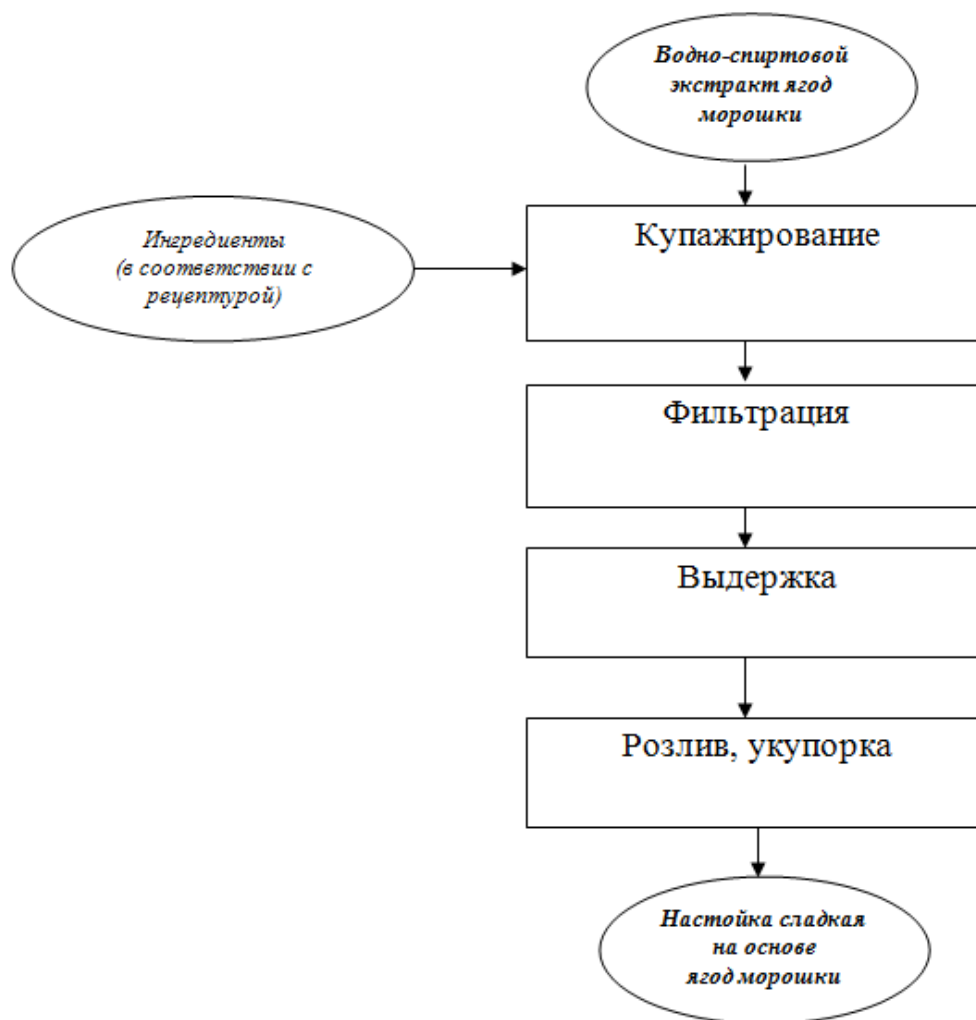 Водно-спиртовой
экстракт ягод
морошки
Ингредиенты
(в соответствии с
рецептурой)
Купажирование
Фильтрация
Выдержка
Розлив, укупорка
Настойка сладкая
на основе
ягод морошки